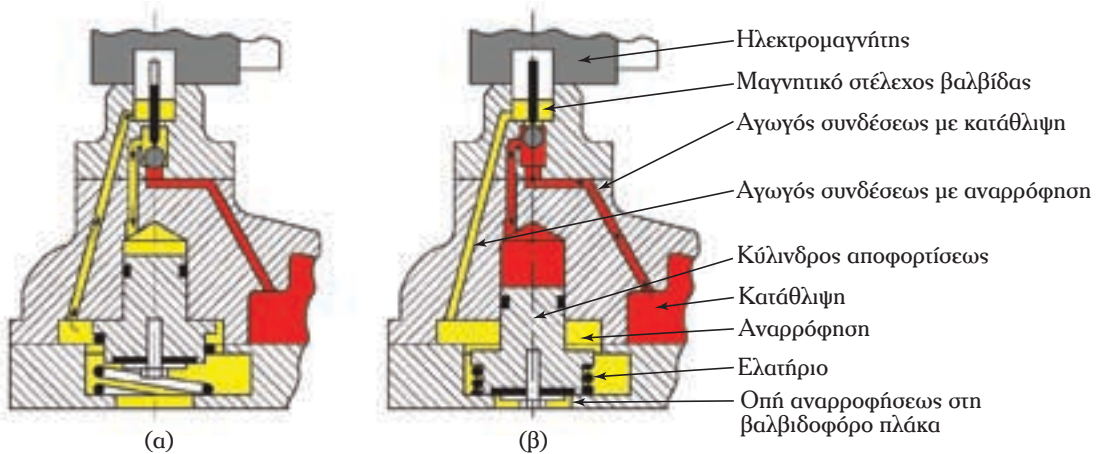 Ηλεκτρομαγνήτης
Μαγνητικό στέλεχος βαλβίδας
Αγωγός συνδέσεως με κατάθλιψη
Αγωγός συνδέσεως με αναρρόφηση
Κύλινδρος αποφορτίσεως
Κατάθλιψη
Αναρρόφηση
Ελατήριο
Οπή αναρροφήσεως στη
βαλβιδοφόρο πλάκα
(α)
(β)